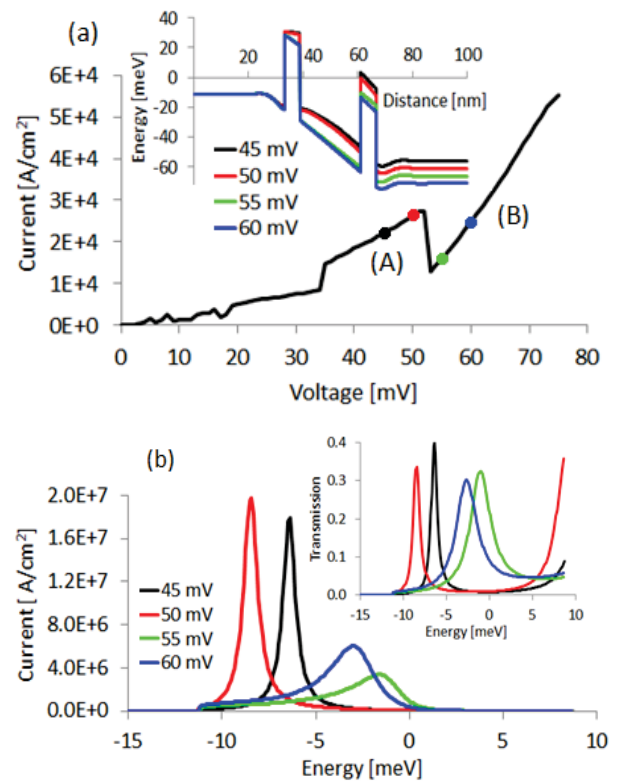 (a)
Energy [meV]
40
20
0
-20
-40
-60
0
20
40
60
80
100
Distance [nm]
45 mV
50 mV
55 mV
60 mV
Current [A/cm²]
6E+4
5E+4
4E+4
3E+4
2E+4
1E+4
0E+0
(A)
(B)
0 10 20 30 40 50 60 70 80
Voltage [mV]
(b)
Current [ A/cm²]
2.0E+7
1.6E+7
1.2E+7
8.0E+6
4.0E+6
0.0E+0
45 mV
50 mV
55 mV
60 mV
Transmission
0.4
0.3
0.2
0.1
0.0
-15 -10 -5 0 5 10
Energy [meV]
-15 -10 -5 0 5 10
Energy [meV]